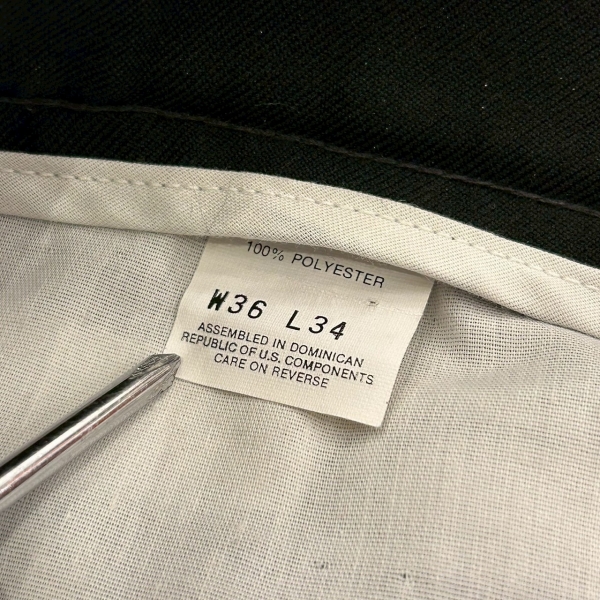 100% POLYESTER
W36 L34
ASSEMBLED IN DOMINICAN
REPUBLIC OF U.S. COMPONENTS
CARE ON REVERSE